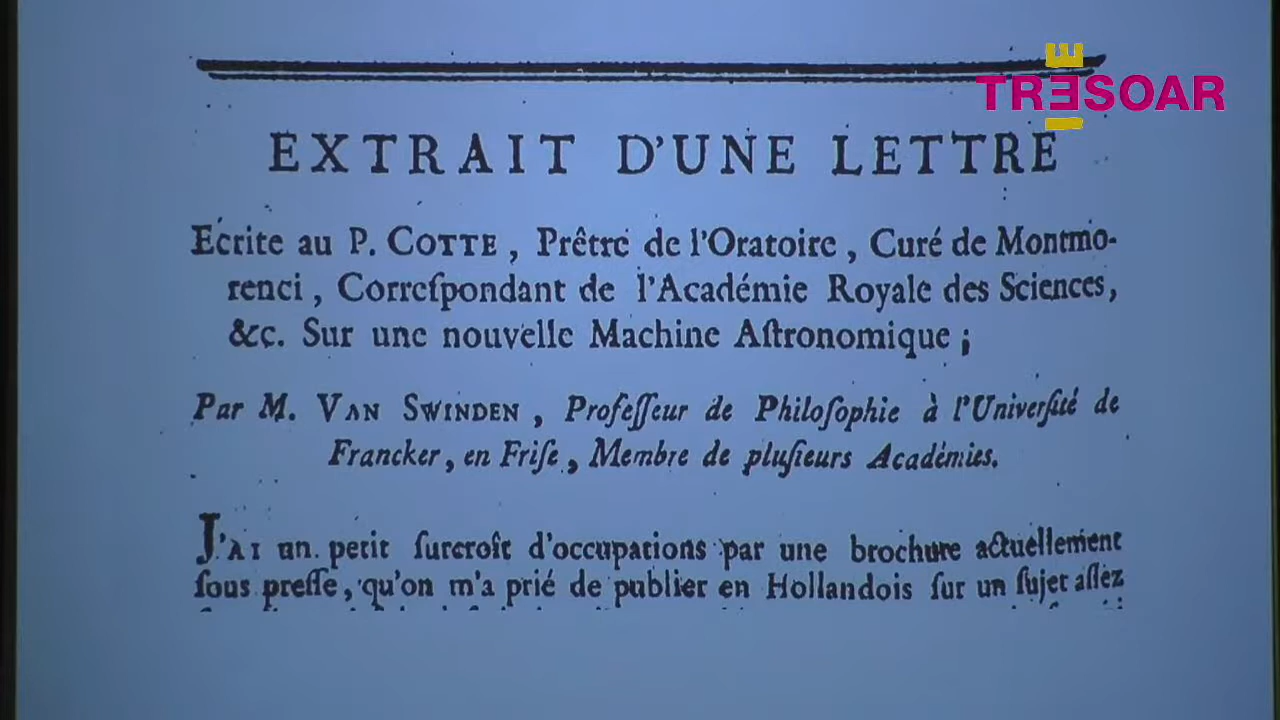 TRESOAR
EXTRAIT D'UNE LETTRE
Ecrite au P. COTTE, Prêtre de l'Oratoire, Curé de Montmo-
renci, Correſpondant de l'Académie Royale des Sciences,
&c. Sur une nouvelle Machine Aſtronomique;
Par M. VAN SWINDEN, Profeſſeur de Philoſophie à l'Univerſité de
Francker, en Friſe, Membre de pluſieurs Académies.
J'AI un petit ſurcroît d'occupations par une brochure actuellement
ſous preſſe, qu'on m'a prié de publier en Hollandois ſur un ſujet aſſez